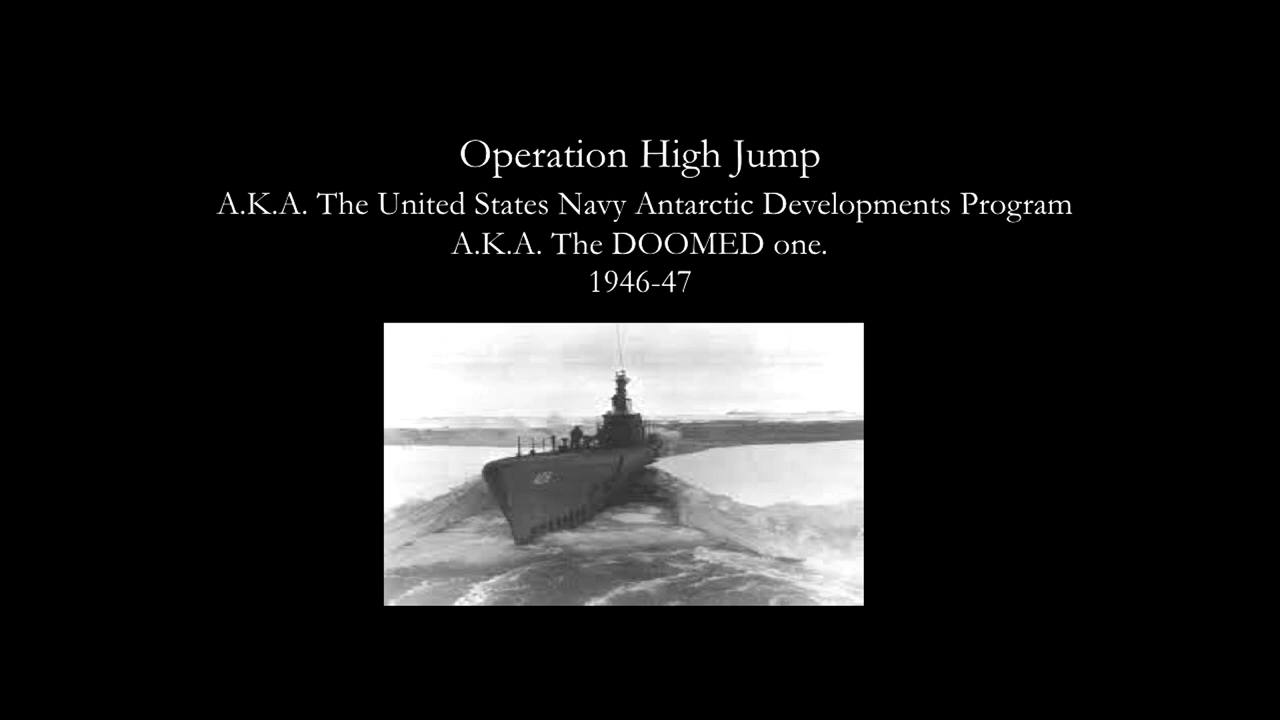 Operation High Jump
A.K.A. The United States Navy Antarctic Developments Program
A.K.A. The DOOMED one.
1946-47